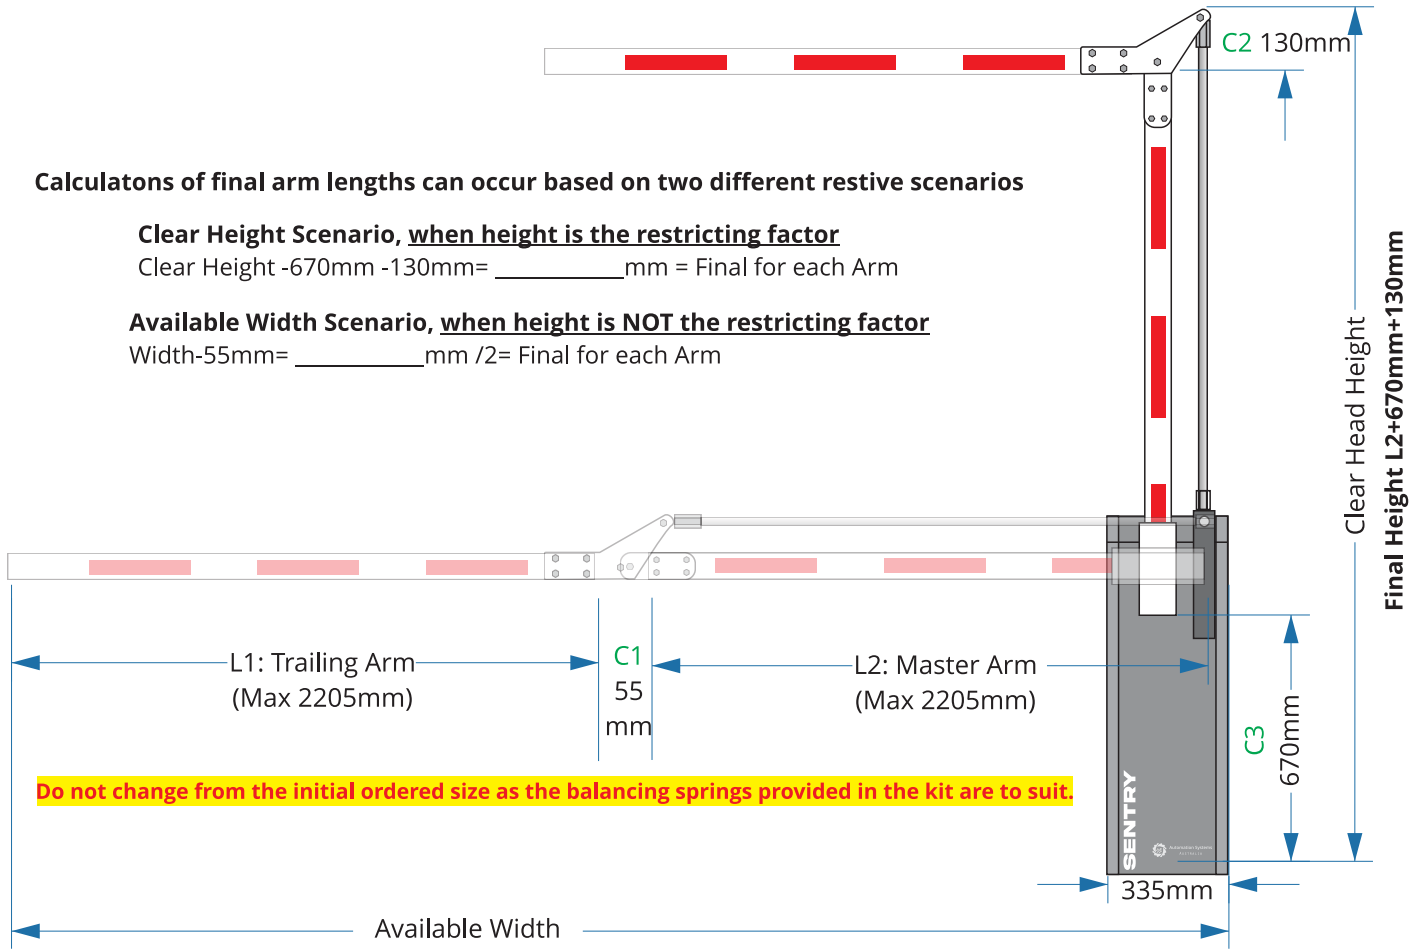 C2 130mm
Calculatons of final arm lengths can occur based on two different restive scenarios
Clear Height Scenario, when height is the restricting factor
Clear Height -670mm -130mm= __________mm = Final for each Arm
Available Width Scenario, when height is NOT the restricting factor
Width-55mm= __________mm /2= Final for each Arm
Clear Head Height
Final Height L2+670mm+130mm
L1: Trailing Arm
(Max 2205mm)
C1
55
mm
L2: Master Arm
(Max 2205mm)
C3
670mm
Do not change from the initial ordered size as the balancing springs provided in the kit are to suit.
SENTRY
Automation Systems
Australia
335mm
Available Width